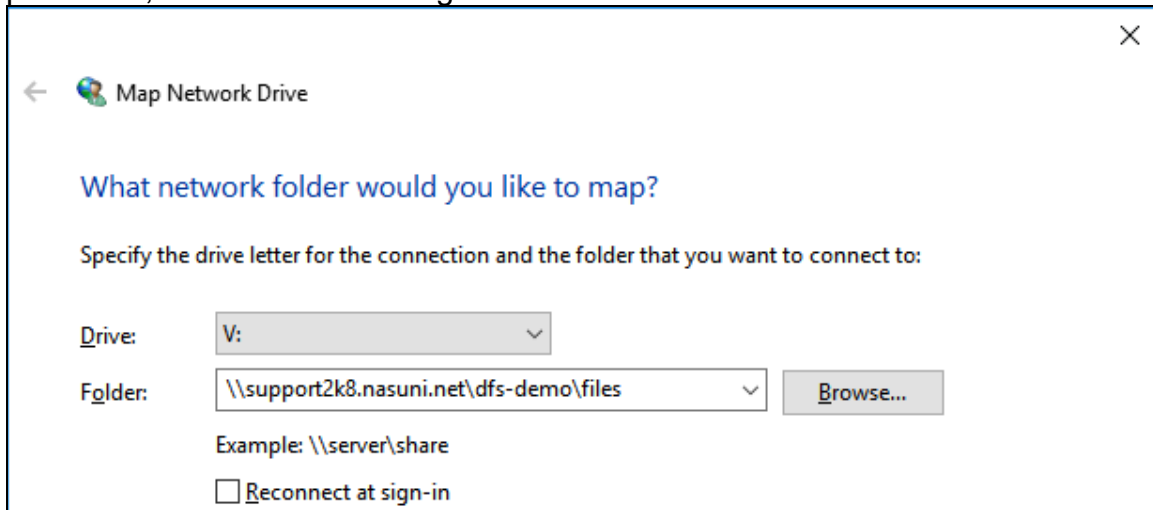 Map Network Drive
What network folder would you like to map?
Specify the drive letter for the connection and the folder that you want to connect to:
Drive: V:
Folder: \\support2k8.nasuni.net\dfs-demo\files Browse...
Example: \\server\share
Reconnect at sign-in